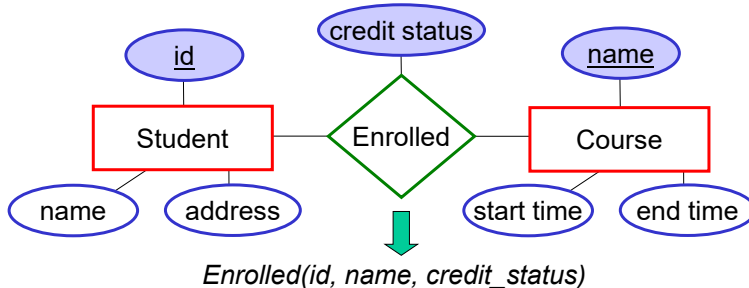 credit status
id
name
Student
Enrolled
Course
name
address
start time
end time
Enrolled(id, name, credit_status)